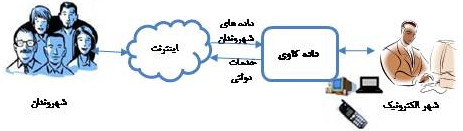 داده های
شهروندان
اینترنت
داده کاوی
خدمات
دولتی
شهروندان
شهر الکترونیک